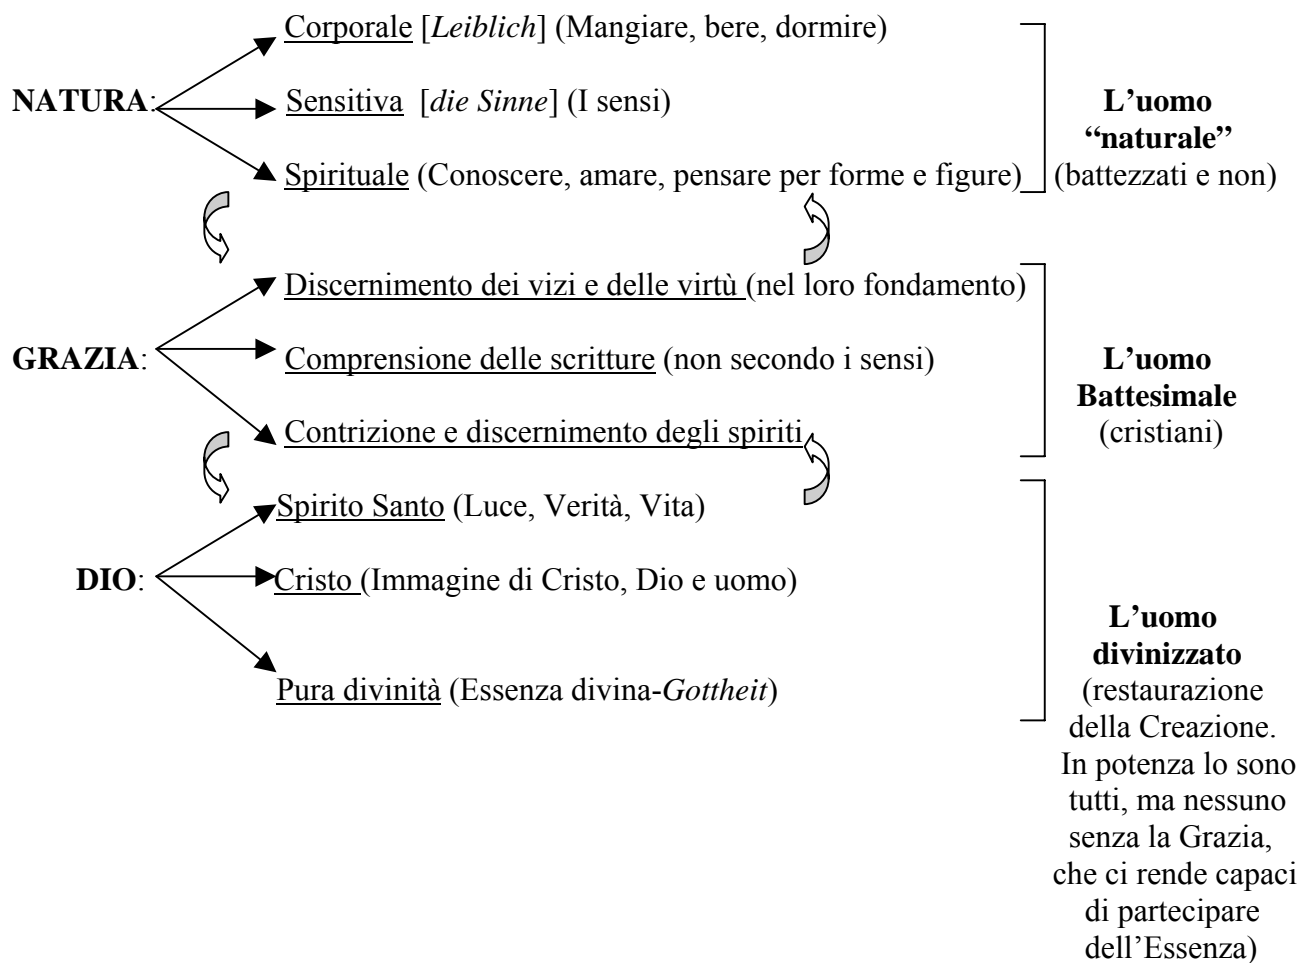 Corporale [Leiblich] (Mangiare, bere, dormire)
NATURA:
Sensitiva [die Sinne] (I sensi)
Spirituale (Conoscere, amare, pensare per forme e figure)
L’uomo
“naturale”
(battezzati e non)
Discernimento dei vizi e delle virtù (nel loro fondamento)
GRAZIA:
Comprensione delle scritture (non secondo i sensi)
Contrizione e discernimento degli spiriti
L’uomo
Battesimale
(cristiani)
Spirito Santo (Luce, Verità, Vita)
DIO:
Cristo (Immagine di Cristo, Dio e uomo)
Pura divinità (Essenza divina-Gottheit)
L’uomo
divinizzato
(restaurazione
della Creazione.
In potenza lo sono
tutti, ma nessuno
senza la Grazia,
che ci rende capaci
di partecipare
dell’Essenza)